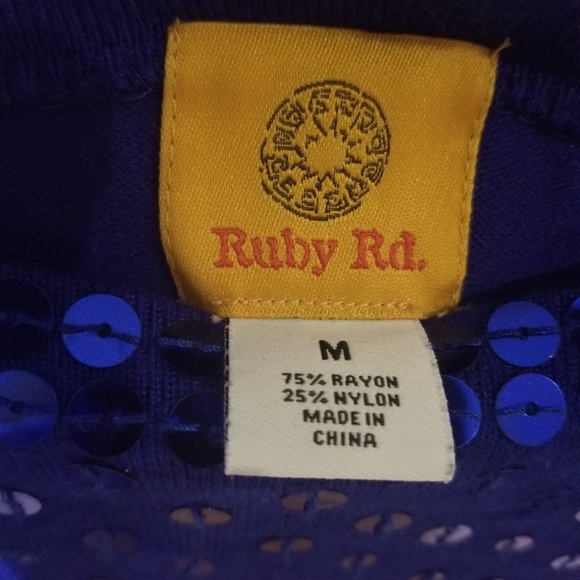 Ruby Rd.
M
75% RAYON
25% NYLON
MADE IN
CHINA